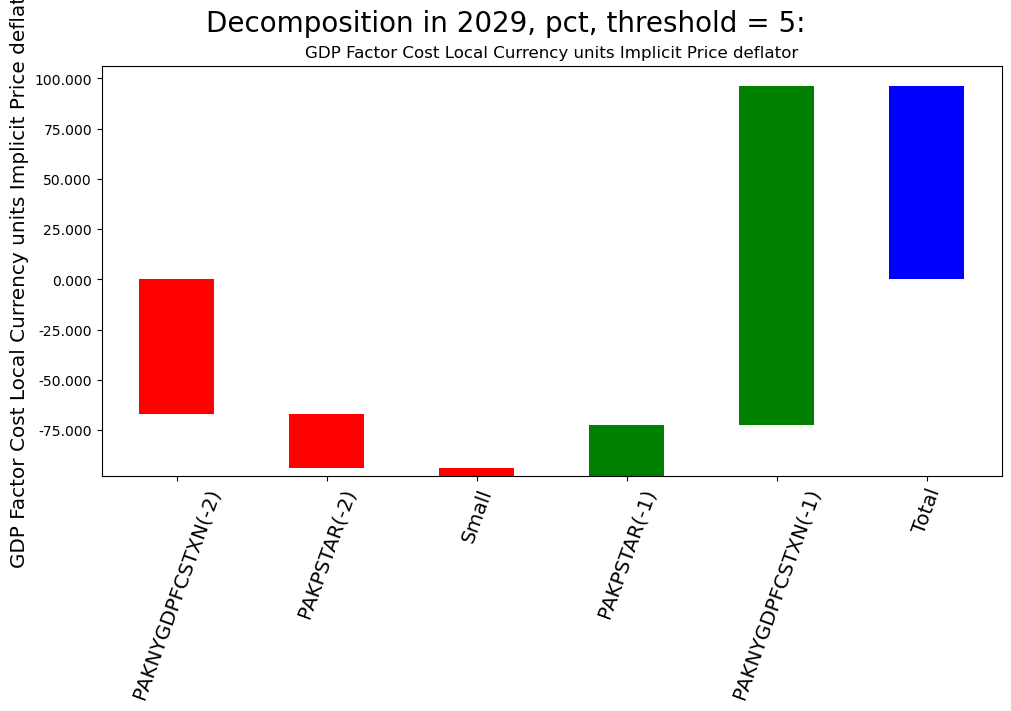 Decomposition in 2029, pct, threshold = 5:
GDP Factor Cost Local Currency units Implicit Price deflator
GDP Factor Cost Local Currency units Implicit Price
100.000
75.000
50.000
25.000
0.000
-25.000
-50.000
-75.000
PAKNYGDPFCSTXN(-2)
PAKPSTAR(-2)
Small
PAKPSTAR(-1)
PAKNYGDPFCSTXN(-1)
Total